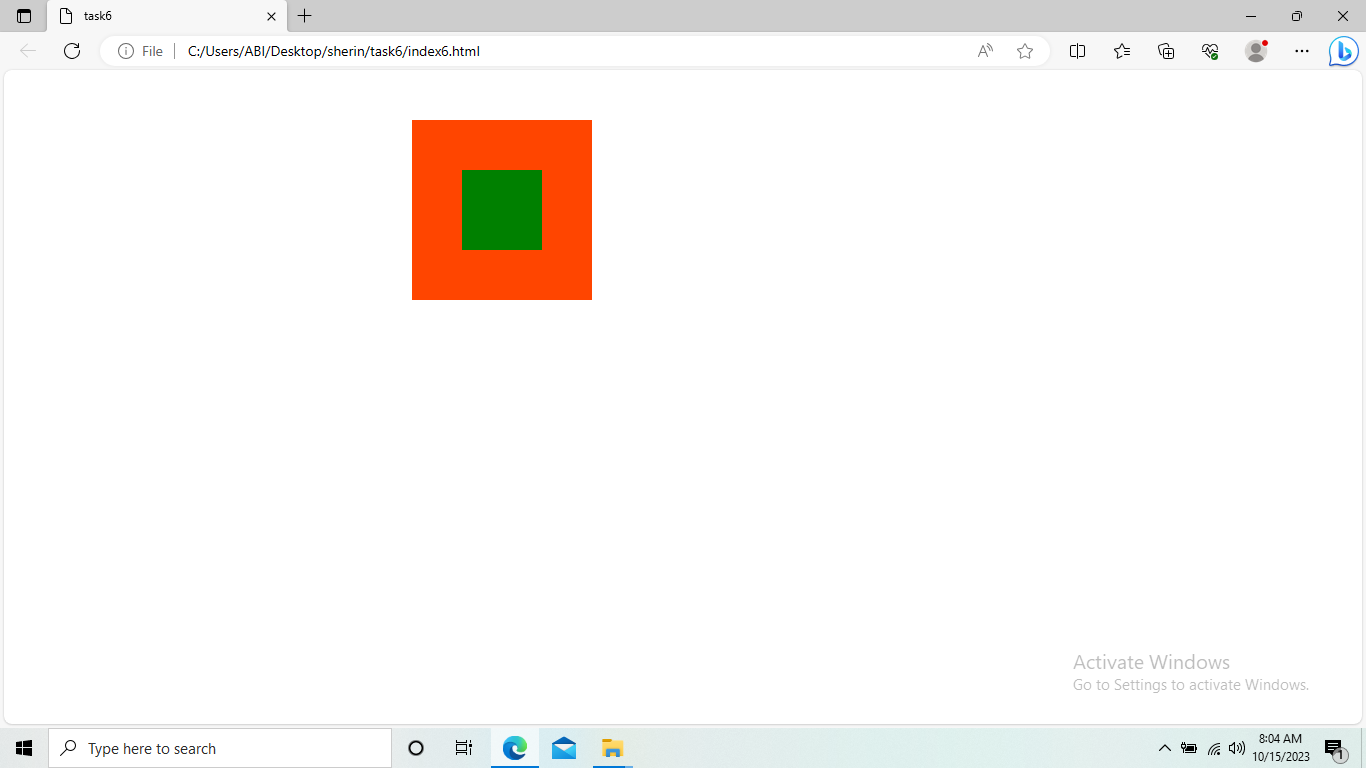 task6
File
C:/Users/ABI/Desktop/sherin/task6/index6.html
Activate Windows
Go to Settings to activate Windows.
Type here to search
8:04 AM
10/15/2023
1